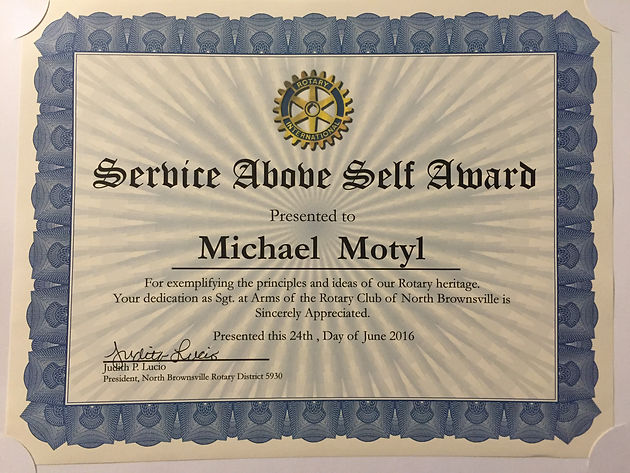 ROTARY
INTERNATIONAL
Service Above Self Award
Presented to
Michael Motyl
For exemplifying the principles and ideas of our Rotary heritage.
Your dedication as Sgt. at Arms of the Rotary Club of North Brownsville is
Sincerely Appreciated.
Presented this 24th , Day of June 2016
Judith Lucio
Judith P. Lucio
President, North Brownsville Rotary District 5930